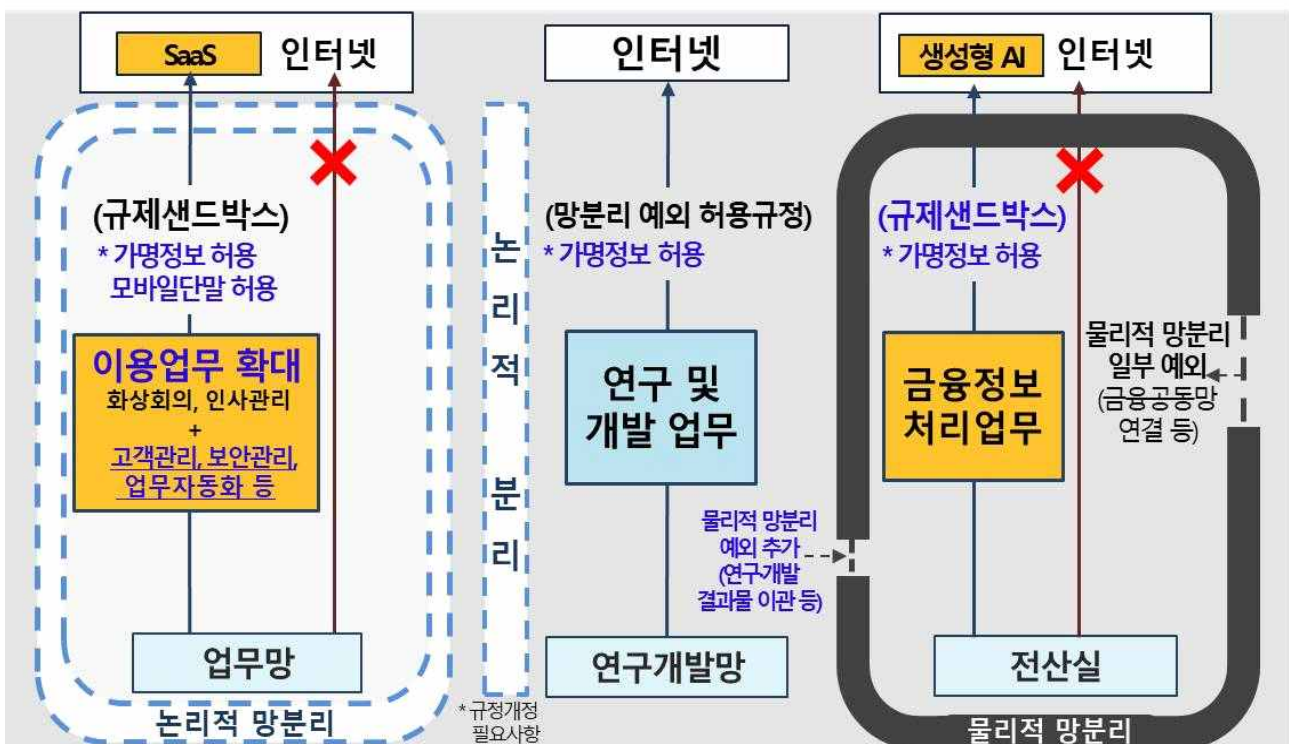 SaaS 인터넷
(규제샌드박스)
* 가명정보 허용
모바일단말 허용
이용업무 확대
화상회의, 인사관리
+
고객관리, 보안관리,
업무자동화 등
업무망
논리적 망분리
논리적 분리
* 규정개정
필요사항
인터넷
(망분리 예외 허용규정)
* 가명정보 허용
연구 및
개발 업무
물리적 망분리
예외 추가
(연구·개발
결과물 이관 등)
연구개발망
생성형 AI 인터넷
(규제샌드박스)
* 가명정보 허용
금융정보
처리업무
물리적 망분리
일부 예외
(금융공동망
연결 등)
전산실
물리적 망분리